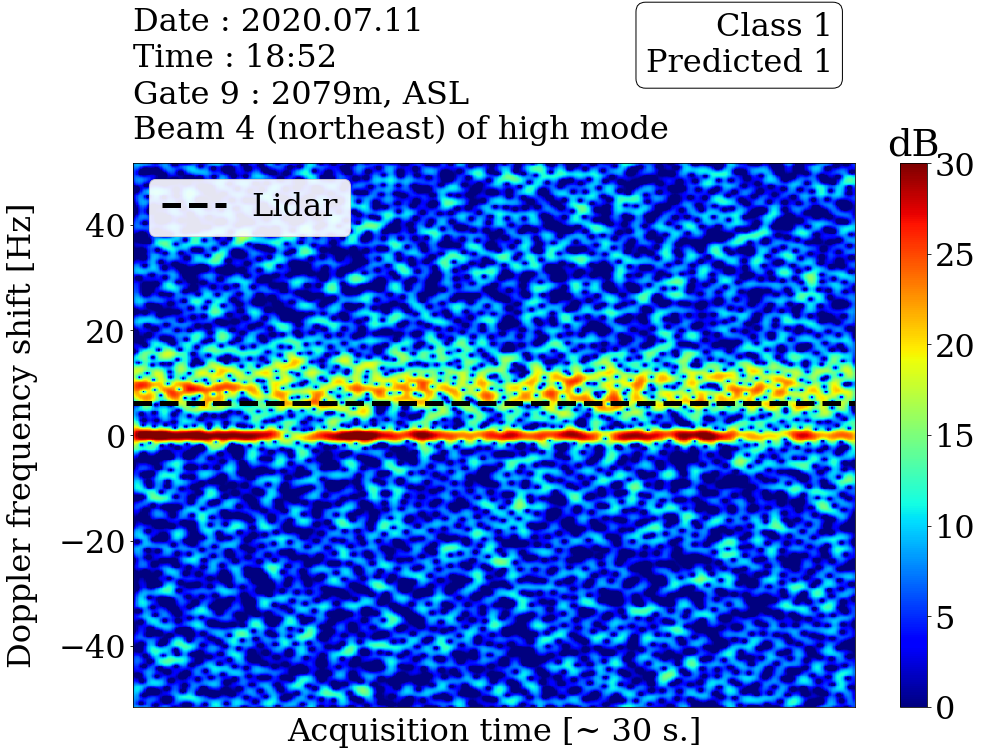 Date : 2020.07.11
Time : 18:52
Gate 9 : 2079m, ASL
Beam 4 (northeast) of high mode
Class 1
Predicted 1
dB
Lidar
Doppler frequency shift [Hz]
40
20
0
−20
−40
30
25
20
15
10
5
0
Acquisition time [~ 30 s.]